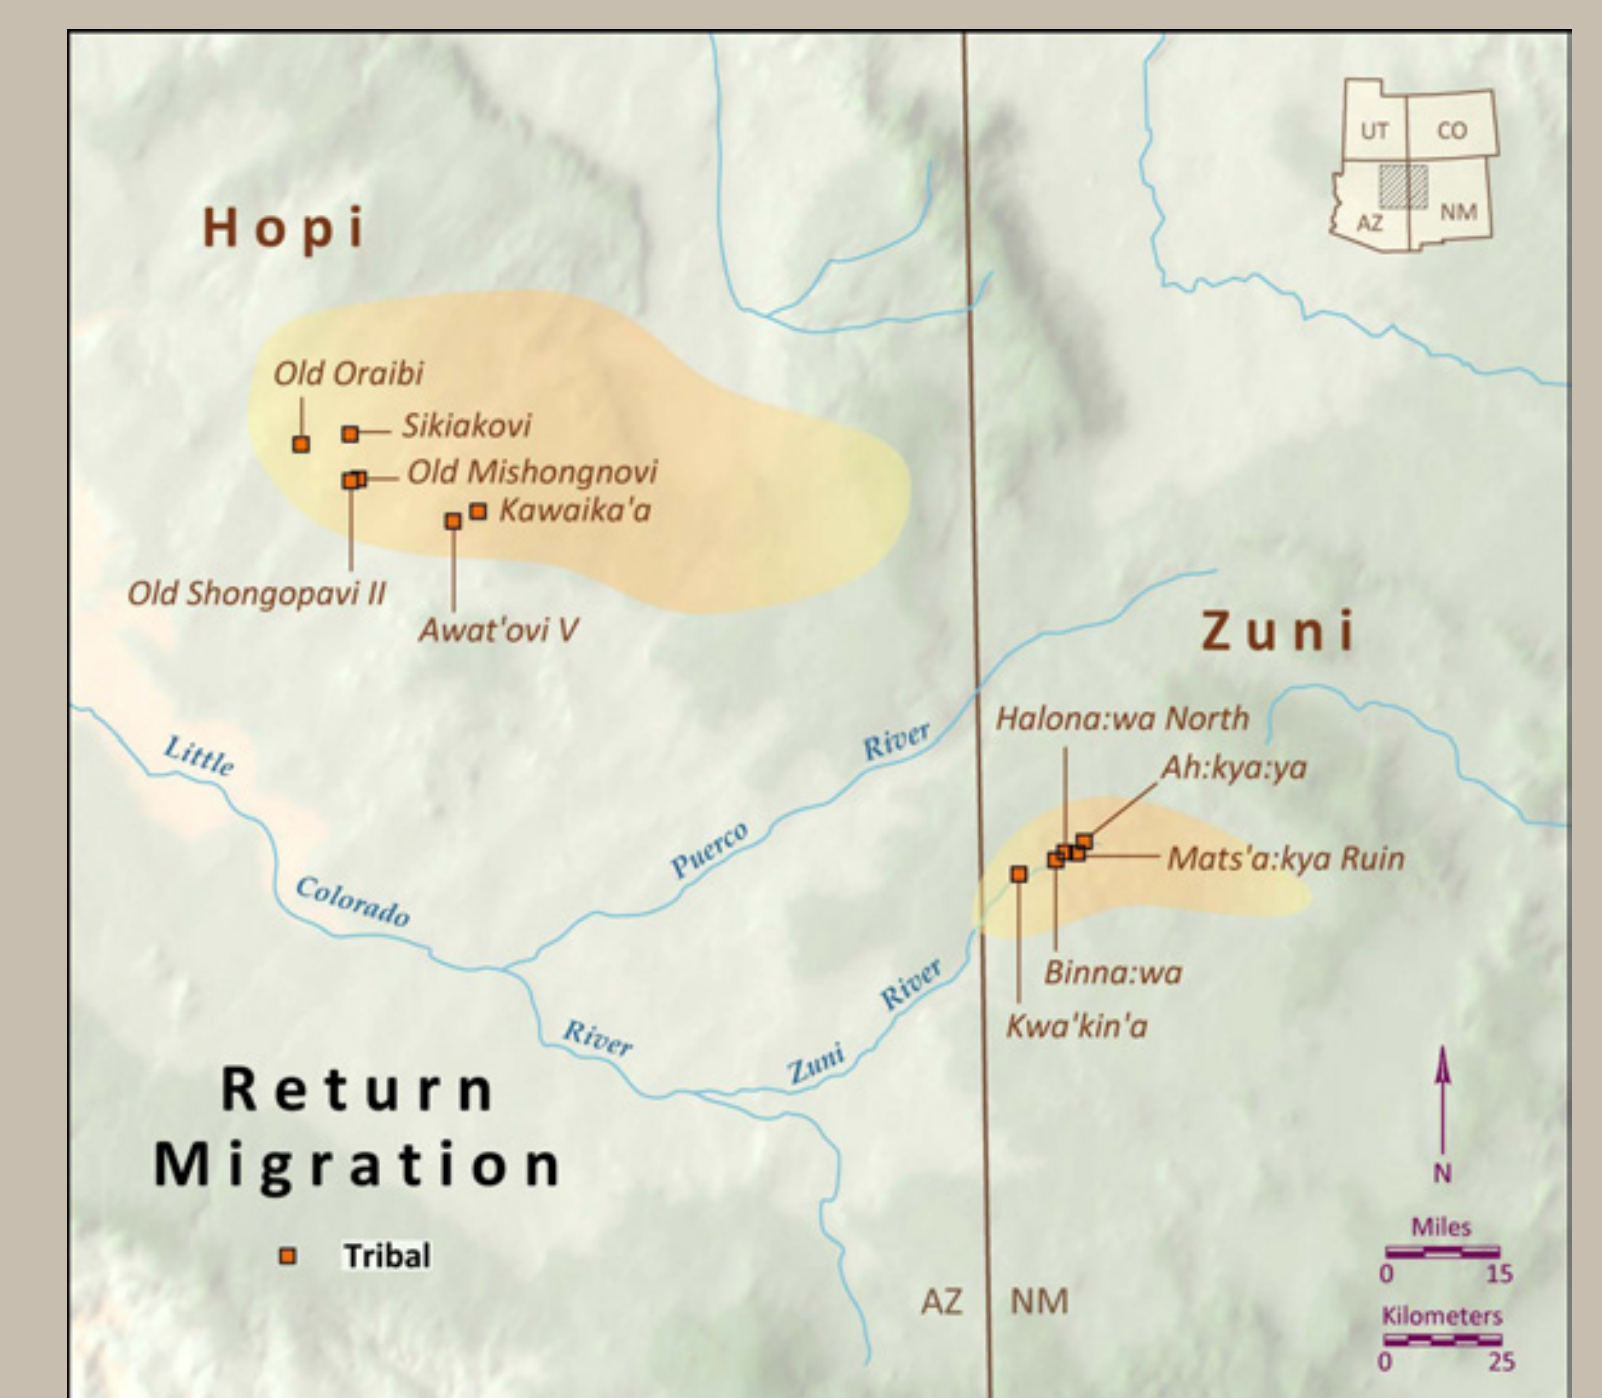 UT
CO
AZ
NM
Hopi
Old Oraibi
Sikiakovi
Old Mishongnovi
Kawaika'a
Old Shongopavi II
Awat'ovi V
Zuni
Halona:wa North
Ah:kya:ya
Mats'a:kya Ruin
Binna:wa
Kwa'kin'a
Little
Colorado
River
Puerco
River
Zuni
River
Return
Migration
Tribal
AZ
NM
N
Miles
0 15
Kilometers
0 25